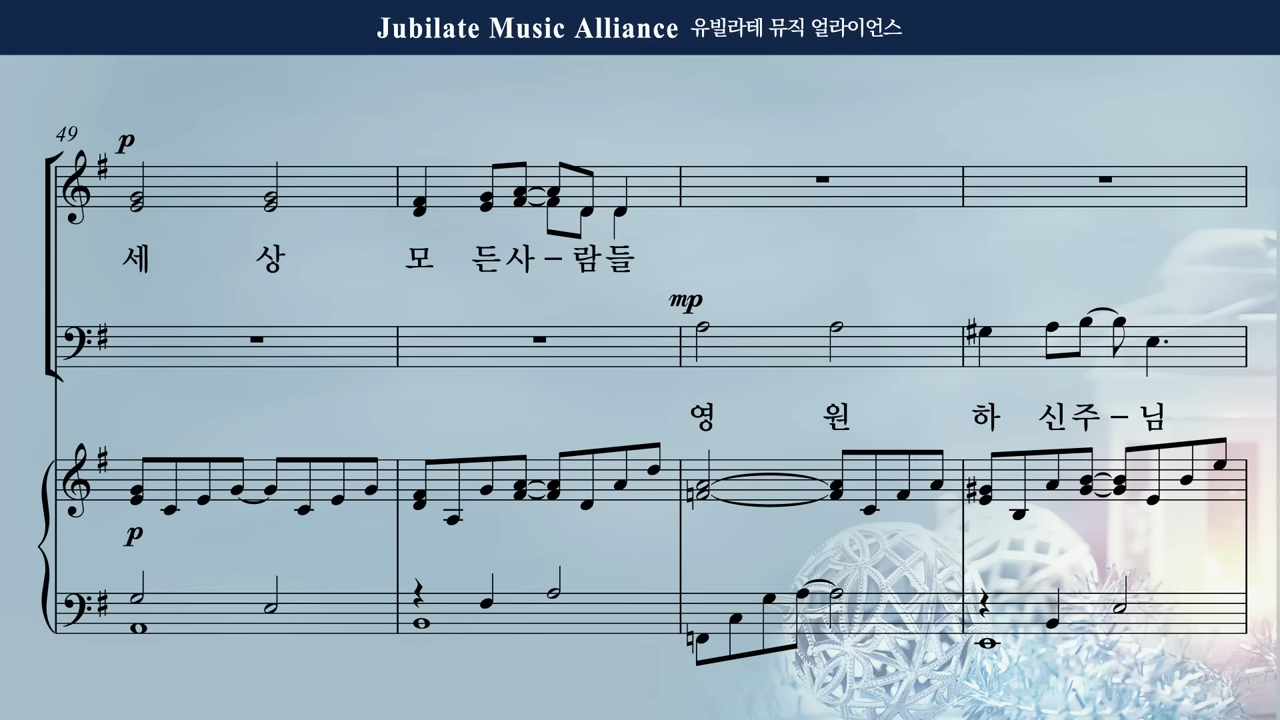 Jubilate Music Alliance 유빌라테 뮤직 얼라이언스
49
p
세 상 모 든사-람들
mp
영 원 하 신주-님
p